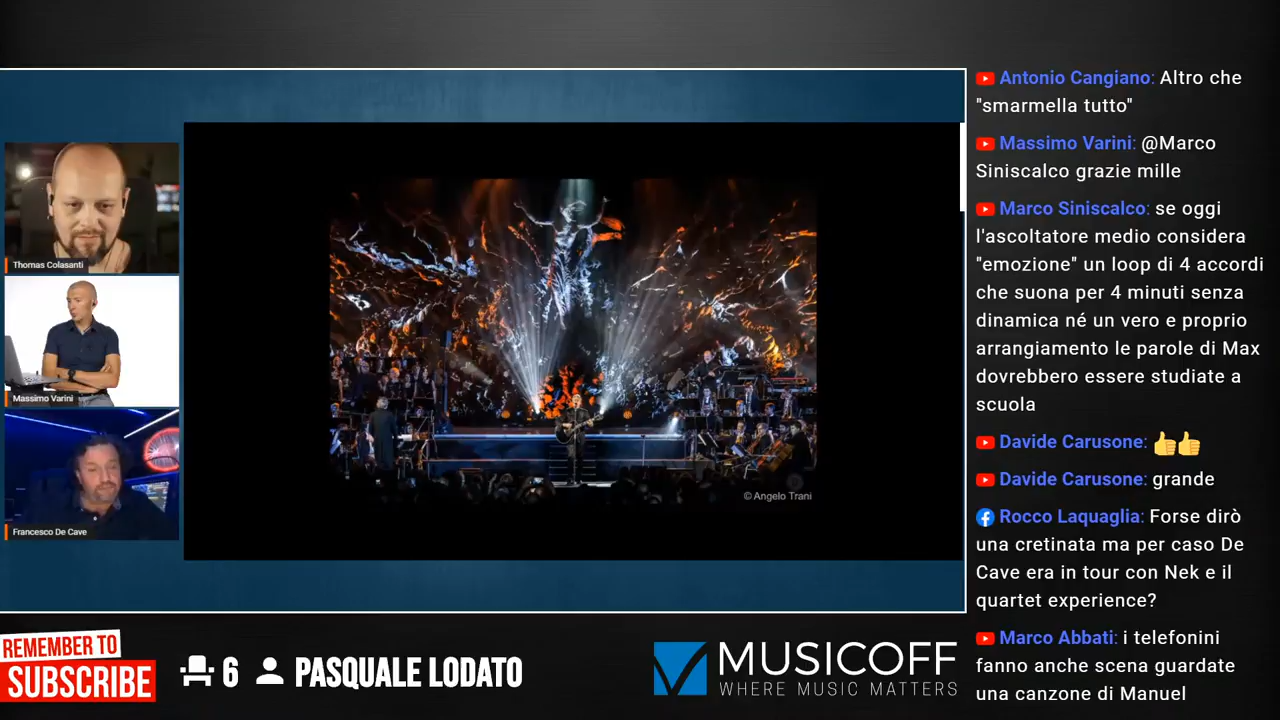 Thomas Colasanti
Massimo Varini
Francesco De Cave
© Angelo Trani
Antonio Cangiano: Altro che
"smarmella tutto"
Massimo Varini: @Marco
Siniscalco grazie mille
Marco Siniscalco: se oggi
l'ascoltatore medio considera
"emozione" un loop di 4 accordi
che suona per 4 minuti senza
dinamica né un vero e proprio
arrangiamento le parole di Max
dovrebbero essere studiate a
scuola
Davide Carusone: 👍👍
Davide Carusone: grande
Rocco Laquaglia: Forse dirò
una cretinata ma per caso De
Cave era in tour con Nek e il
quartet experience?
Marco Abbati: i telefonini
fanno anche scena guardate
una canzone di Manuel
REMEMBER TO
SUBSCRIBE
6 PASQUALE LODATO
MUSICOFF
WHERE MUSIC MATTERS